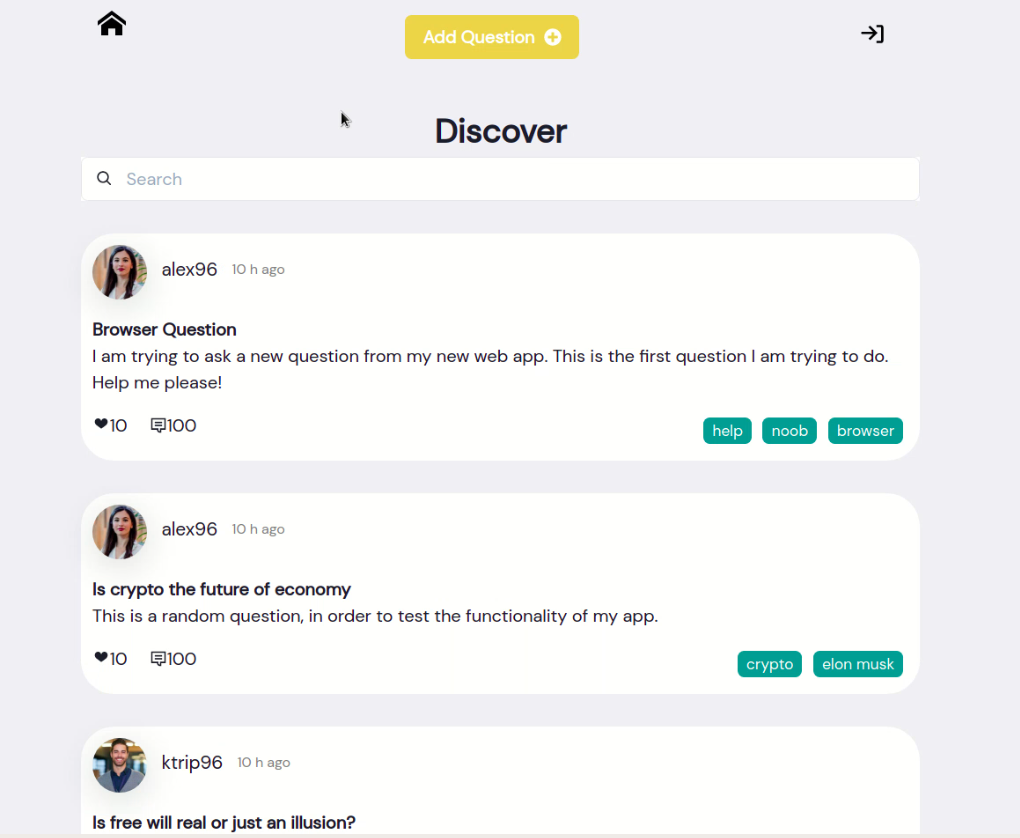 Add Question
Discover
Search
alex96 10 h ago
Browser Question
I am trying to ask a new question from my new web app. This is the first question I am trying to do.
Help me please!
10 100 help noob browser
alex96 10 h ago
Is crypto the future of economy
This is a random question, in order to test the functionality of my app.
10 100 crypto elon musk
ktrip96 10 h ago
Is free will real or just an illusion?